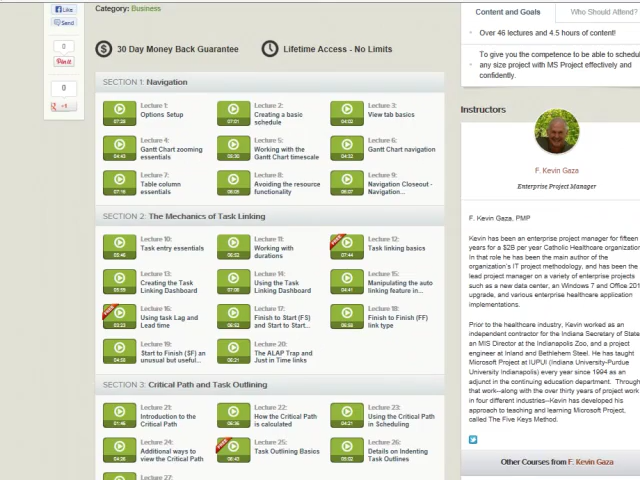 Like
Send
0
Pin it
0
+1
Category: Business
30 Day Money Back Guarantee
Lifetime Access - No Limits
SECTION 1: Navigation
Lecture 1:
Options Setup
Lecture 2:
Creating a basic
schedule
Lecture 3:
View tab basics
Lecture 4:
Gantt Chart zooming
essentials
Lecture 5:
Working with the
Gantt Chart timescale
Lecture 6:
Gantt Chart navigation
Lecture 7:
Table column
essentials
Lecture 8:
Avoiding the resource
functionality
Lecture 9:
Navigation Closeout -
Navigation...
SECTION 2: The Mechanics of Task Linking
Lecture 10:
Task entry essentials
Lecture 11:
Working with
durations
Lecture 12:
Task linking basics
Lecture 13:
Creating the Task
Linking Dashboard
Lecture 14:
Using the Task
Linking Dashboard
Lecture 15:
Manipulating the auto
linking feature in...
Lecture 16:
Using task Lag and
Lead time
Lecture 17:
Finish to Start (FS)
and Start to Start...
Lecture 18:
Finish to Finish (FF)
link type
Lecture 19:
Start to Finish (SF) an
unusual but useful...
Lecture 20:
The ALAP Trap and
Just in Time links
SECTION 3: Critical Path and Task Outlining
Lecture 21:
Introduction to the
Critical Path
Lecture 22:
How the Critical Path
is calculated
Lecture 23:
Using the Critical Path
in Scheduling
Lecture 24:
Additional ways to
view the Critical Path
Lecture 25:
Task Outlining Basics
Lecture 26:
Details on Indenting
Task Outlines
Lecture 27:
Content and Goals
Who Should Attend?
Over 46 lectures and 4.5 hours of content!
To give you the competence to be able to schedu
any size project with MS Project effectively and
confidently.
Instructors
F. Kevin Gaza
Enterprise Project Manager
F. Kevin Gaza, PMP
Kevin has been an enterprise project manager for fifteen
years for a $2B per year Catholic Healthcare organization
In that role he has been the main author of the
organization's IT project methodology, and has been the
lead project manager on a variety of enterprise projects
such as a new data center, an Windows 7 and Office 201
upgrade, and various enterprise healthcare application
implementations.
Prior to the healthcare industry, Kevin worked as an
independent contractor for the Indiana Secretary of State
an MIS Director at the Indianapolis Zoo, and a project
engineer at Inland and Bethlehem Steel. He has taught
Microsoft Project at IUPUI (Indiana University-Purdue
University Indianapolis) every year since 1994 as an
adjunct in the continuing education department. Through
that work--along with the over thirty years of project work
in four different industries--Kevin has developed his
approach to teaching and learning Microsoft Project,
called The Five Keys Method.
Other Courses from F. Kevin Gaza